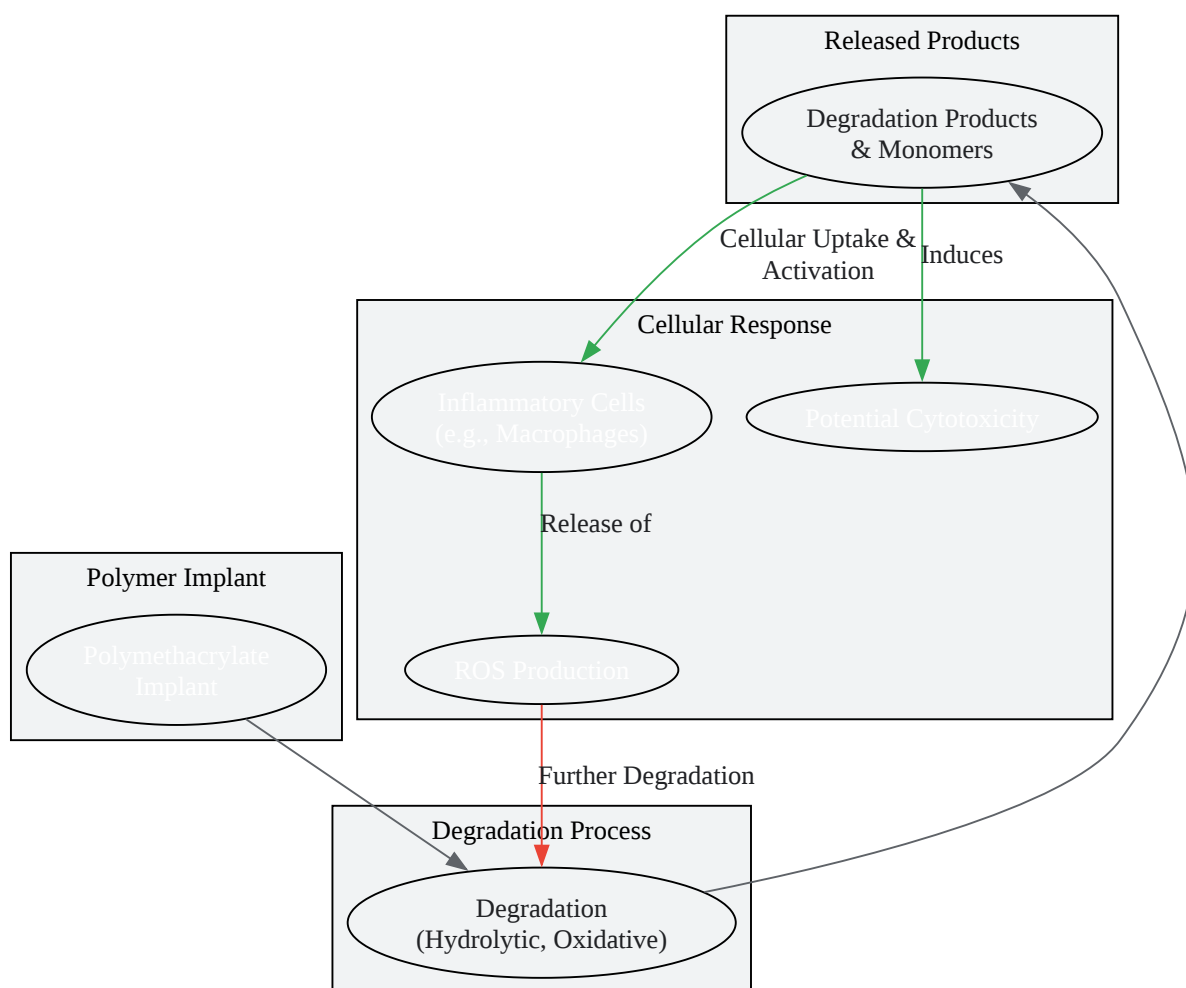 Released Products
Degradation Products
& Monomers
Cellular Uptake &
Activation
Induces
Cellular Response
Inflammatory Cells
(e.g., Macrophages)
Potential Cytotoxicity
Release of
Polymer Implant
Polymethacrylate
Implant
ROS Production
Further Degradation
Degradation Process
Degradation
(Hydrolytic, Oxidative)